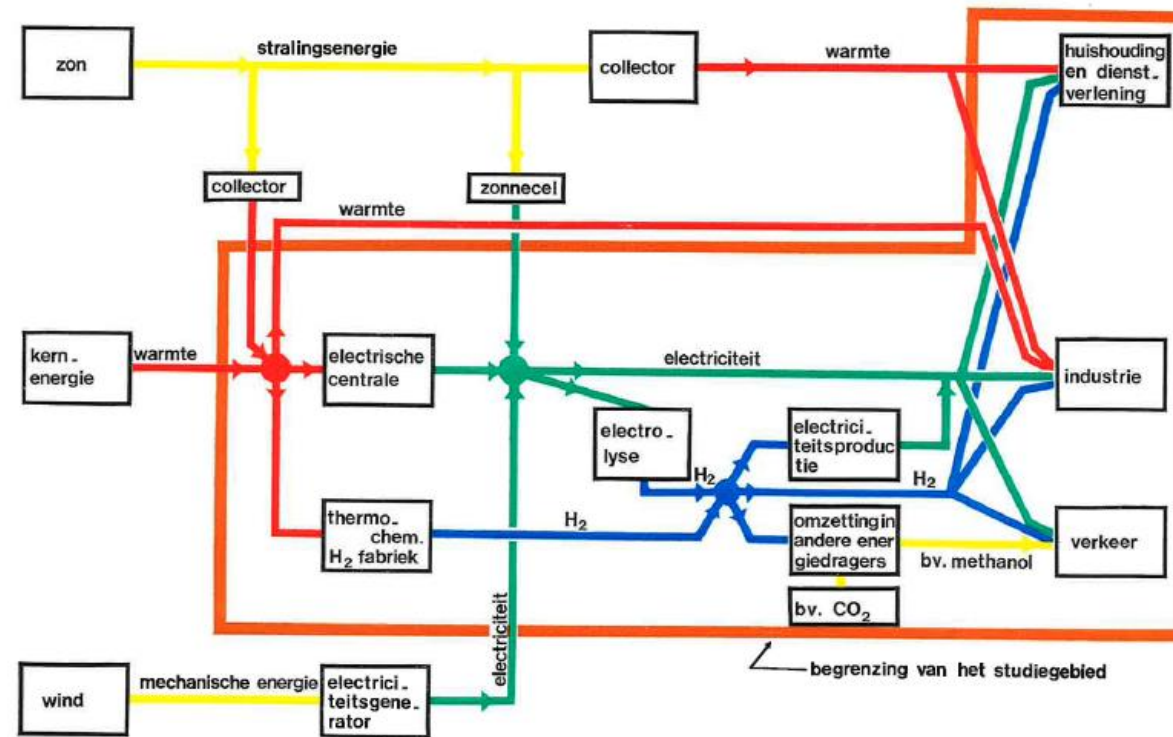 zon
stralingsenergie
collector
warmte
huishouding
en dienst-
verlening
collector
zonnecel
warmte
kern-
energie
warmte
electrische
centrale
electriciteit
industrie
electro-
lyse
electrici-
teitsproduc
tie
H₂
H₂
thermo-
chem.
H₂ fabriek
H₂
omzetting in
andere ener
giedragers
bv. methanol
verkeer
bv. CO₂
electriciteit
begrenzing van het studiegebied
wind
mechanische energie
electrici-
teitsgene-
rator